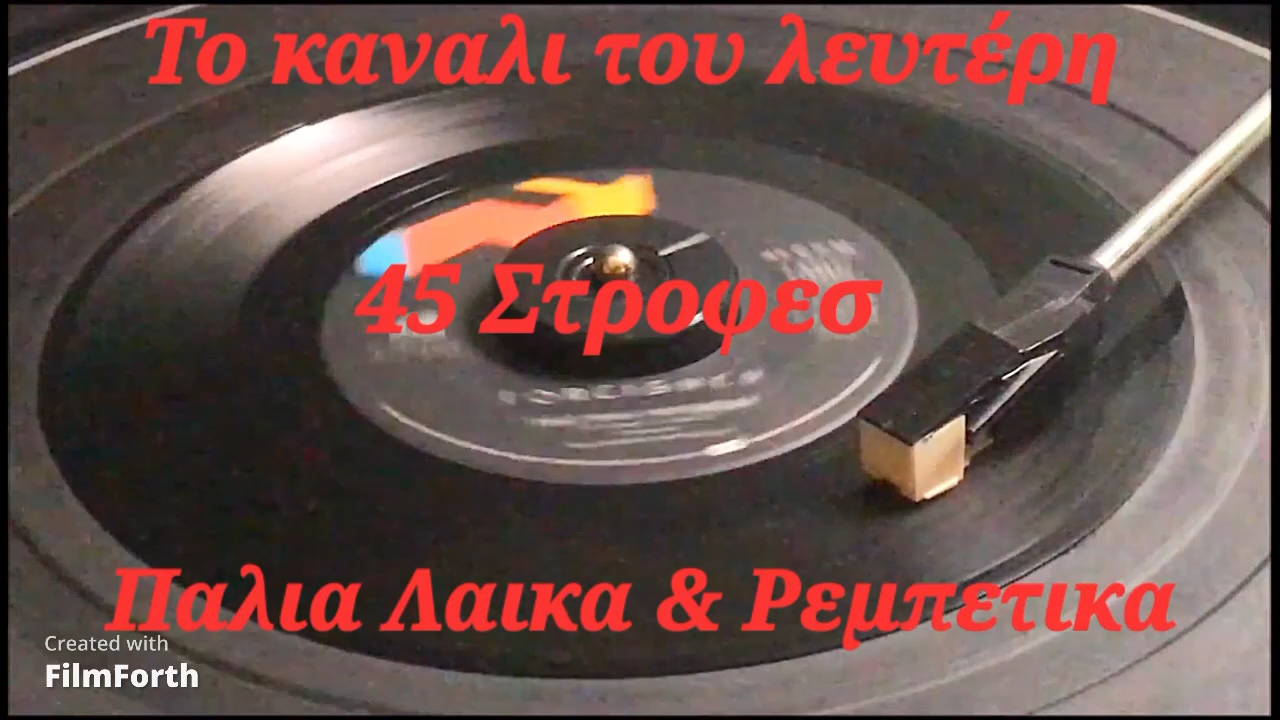 Το καναλι του λευτέρη
45 Στροφεσ
Παλια Λαικα & Ρεμπετικα
Created with
FilmForth